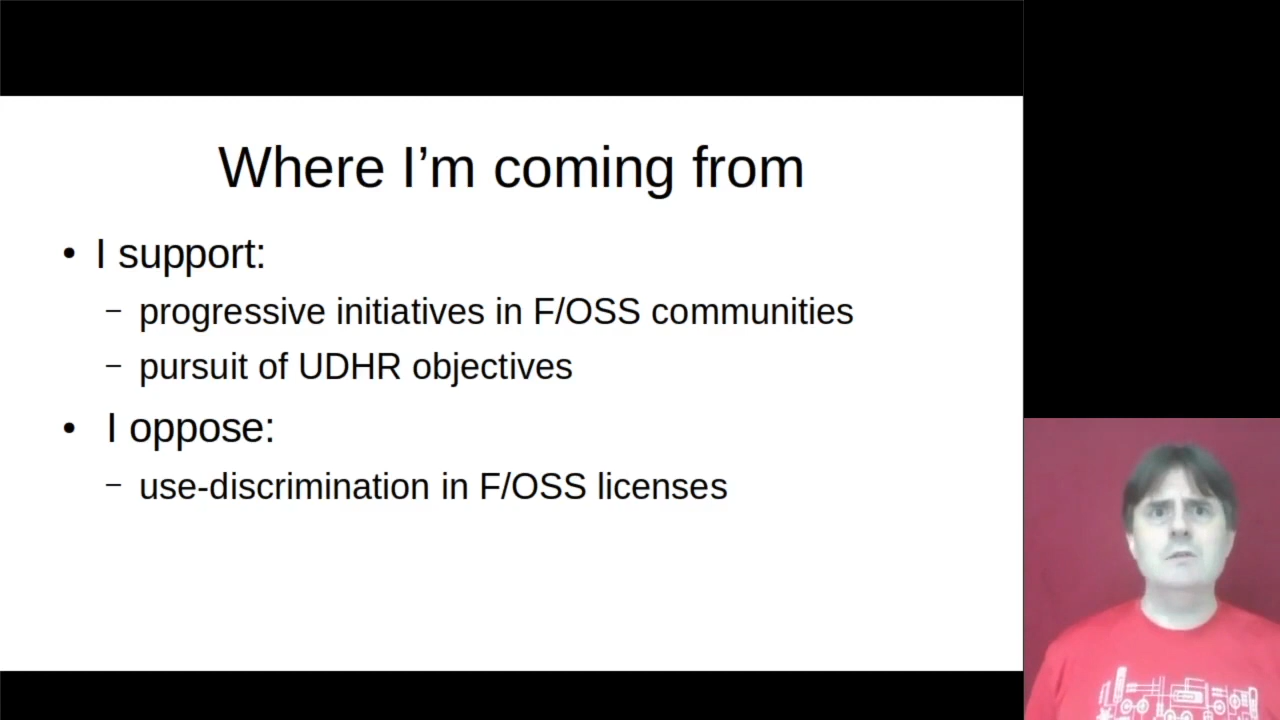 Where I’m coming from
• I support:
– progressive initiatives in F/OSS communities
– pursuit of UDHR objectives
• I oppose:
– use-discrimination in F/OSS licenses